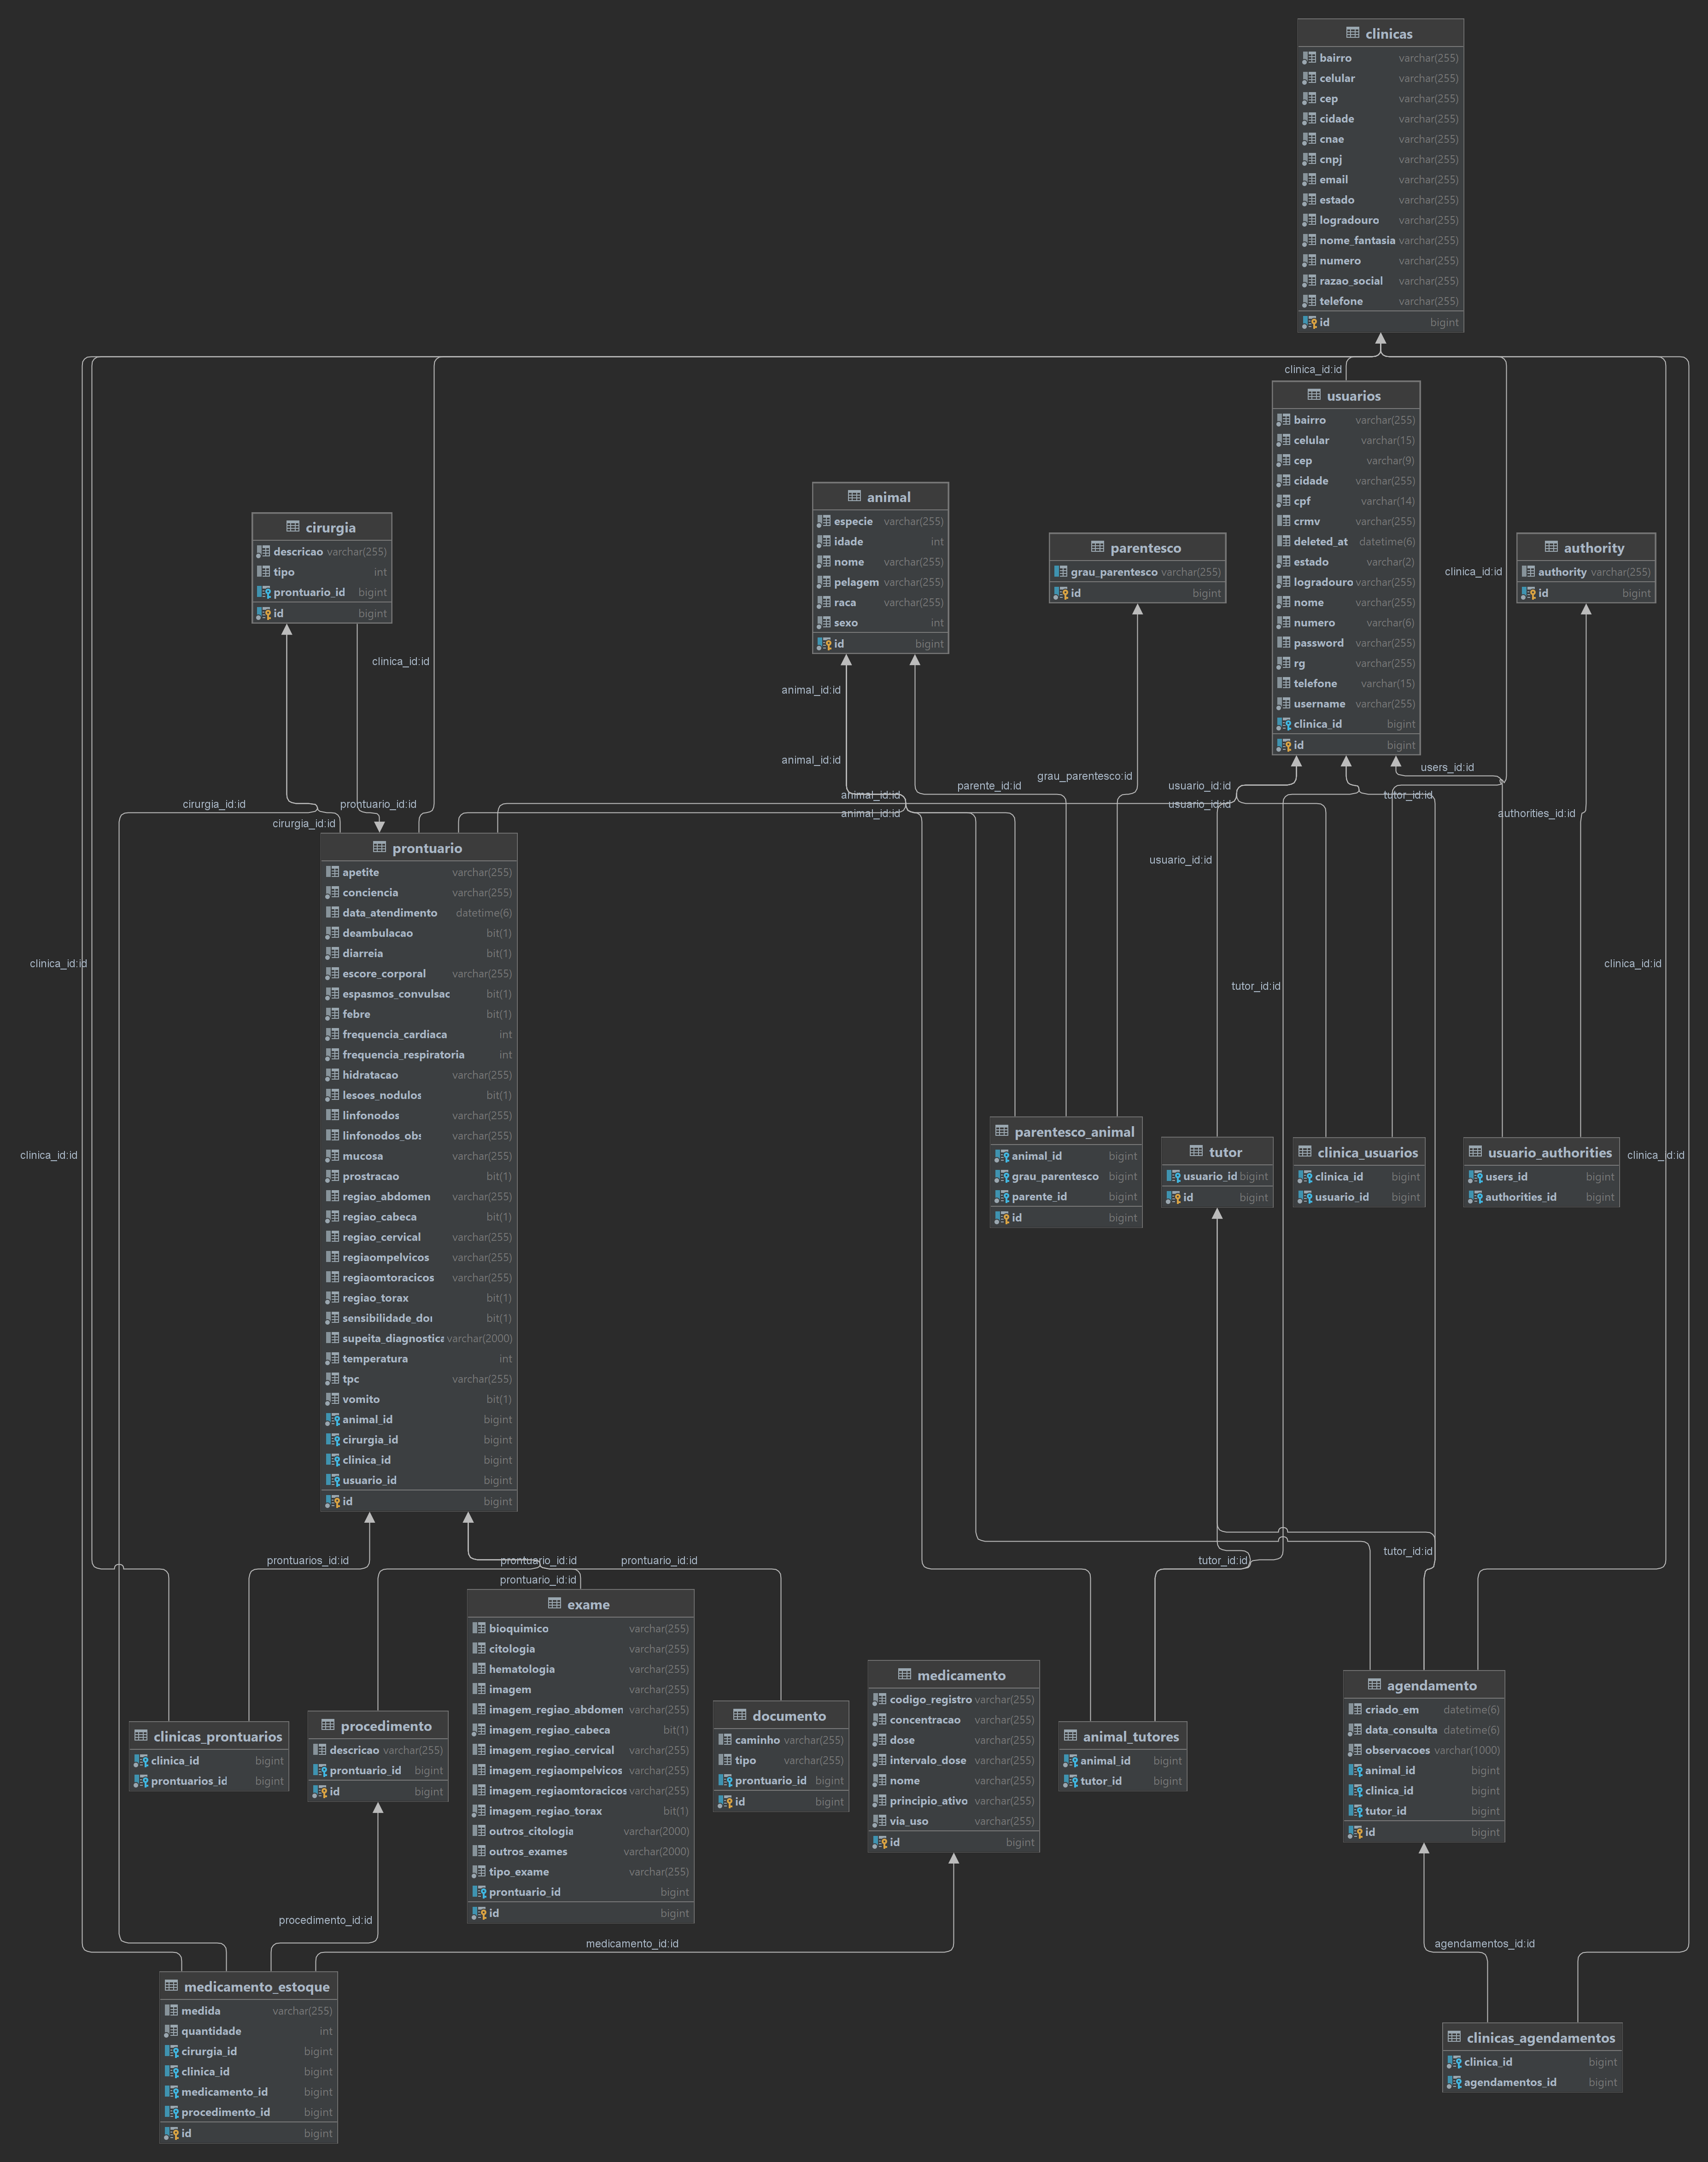 clinicas
bairro varchar(255)
celular varchar(255)
cep varchar(255)
cidade varchar(255)
cnae varchar(255)
cnpj varchar(255)
email varchar(255)
estado varchar(255)
logradouro varchar(255)
nome_fantasia varchar(255)
numero varchar(255)
razao_social varchar(255)
telefone varchar(255)
id bigint
clinica_id:id
usuarios
bairro varchar(255)
celular varchar(15)
cep varchar(9)
cidade varchar(255)
cpf varchar(14)
crmv varchar(255)
deleted_at datetime(6)
estado varchar(2)
logradouro varchar(255)
nome varchar(255)
numero varchar(6)
password varchar(255)
rg varchar(255)
telefone varchar(15)
username varchar(255)
clinica_id bigint
id bigint
animal
especie varchar(255)
idade int
nome varchar(255)
pelagem varchar(255)
raca varchar(255)
sexo int
id bigint
cirurgia
descricao varchar(255)
tipo int
prontuario_id bigint
id bigint
parentesco
grau_parentesco varchar(255)
id bigint
authority
authority varchar(255)
id bigint
clinica_id:id
clinica_id:id
animal_id:id
animal_id:id
users_id:id
grau_parentesco:id
parente_id:id
usuario_id:id
animal_id:id
tutor_id:id
cirurgia_id:id
prontuario_id:id
usuario_id:id
animal_id:id
authorities_id:id
cirurgia_id:id
usuario_id:id
prontuario
apetite varchar(255)
conciencia varchar(255)
data_atendimento datetime(6)
deambulacao bit(1)
diarreia bit(1)
escore_corporal varchar(255)
espasmos_convulsac bit(1)
febre bit(1)
frequencia_cardiaca int
frequencia_respiratoria int
hidratacao varchar(255)
lesoes_nodulos bit(1)
linfonodos varchar(255)
linfonodos_obs varchar(255)
mucosa varchar(255)
prostracao bit(1)
regiao_abdomen varchar(255)
regiao_cabeca bit(1)
regiao_cervical varchar(255)
regiaompelvicos varchar(255)
regiaomtoracicos varchar(255)
regiao_torax bit(1)
sensibilidade_doi bit(1)
supeita_diagnostica varchar(2000)
temperatura int
tpc varchar(255)
vomito bit(1)
animal_id bigint
cirurgia_id bigint
clinica_id bigint
usuario_id bigint
id bigint
clinica_id:id
clinica_id:id
tutor_id:id
clinica_id:id
clinica_id:id
parentesco_animal
animal_id bigint
grau_parentesco bigint
parente_id bigint
id bigint
tutor
usuario_id bigint
id bigint
clinica_usuarios
clinica_id bigint
usuario_id bigint
usuario_authorities
users_id bigint
authorities_id bigint
prontuarios_id:id
prontuario_id:id
prontuario_id:id
tutor_id:id
tutor_id:id
prontuario_id:id
exame
bioquimico varchar(255)
citologia varchar(255)
hematologia varchar(255)
imagem varchar(255)
imagem_regiao_abdomen varchar(255)
imagem_regiao_cabeca bit(1)
imagem_regiao_cervical varchar(255)
imagem_regiaompelvicos varchar(255)
imagem_regiaomtoracicos varchar(255)
imagem_regiao_torax bit(1)
outros_citologia varchar(2000)
outros_exames varchar(2000)
tipo_exame varchar(255)
prontuario_id bigint
id bigint
clinicas_prontuarios
clinica_id bigint
prontuarios_id bigint
procedimento
descricao varchar(255)
prontuario_id bigint
id bigint
documento
caminho varchar(255)
tipo varchar(255)
prontuario_id bigint
id bigint
medicamento
codigo_registro varchar(255)
concentracao varchar(255)
dose varchar(255)
intervalo_dose varchar(255)
nome varchar(255)
principio_ativo varchar(255)
via_uso varchar(255)
id bigint
animal_tutores
animal_id bigint
tutor_id bigint
agendamento
criado_em datetime(6)
data_consulta datetime(6)
observacoes varchar(1000)
animal_id bigint
clinica_id bigint
tutor_id bigint
id bigint
procedimento_id:id
medicamento_id:id
agendamentos_id:id
medicamento_estoque
medida varchar(255)
quantidade int
cirurgia_id bigint
clinica_id bigint
medicamento_id bigint
procedimento_id bigint
id bigint
clinicas_agendamentos
clinica_id bigint
agendamentos_id bigint